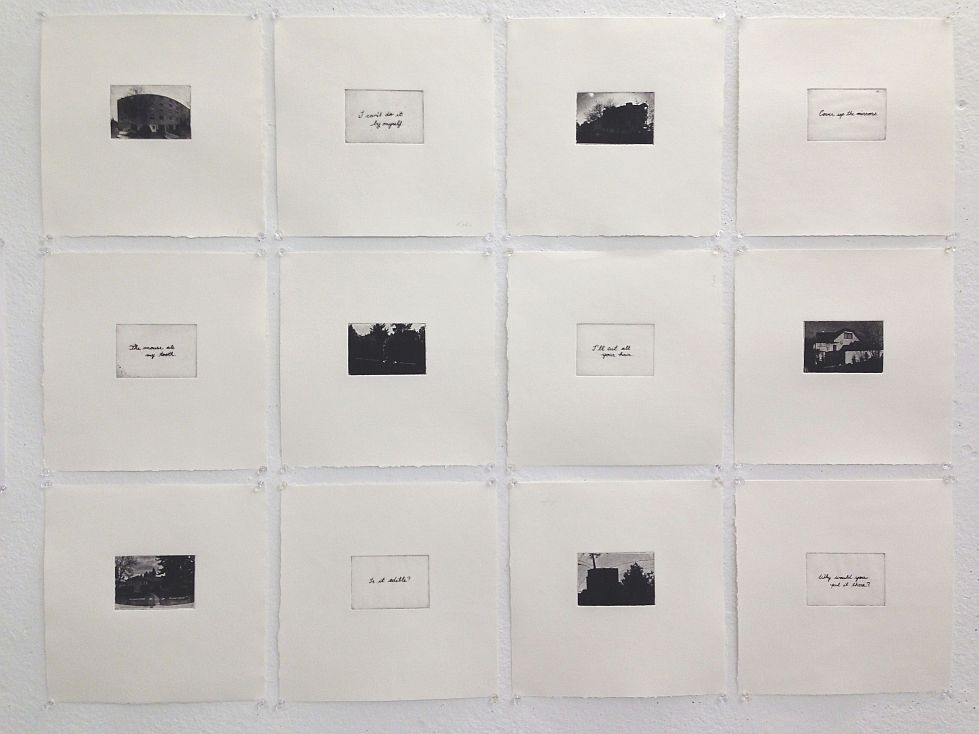 I can't do it
by myself.
Cover up the mirrors.
The mouse ate
my tooth.
I'll cut all
your hair.
Is it edible?
Why would you
put it there?